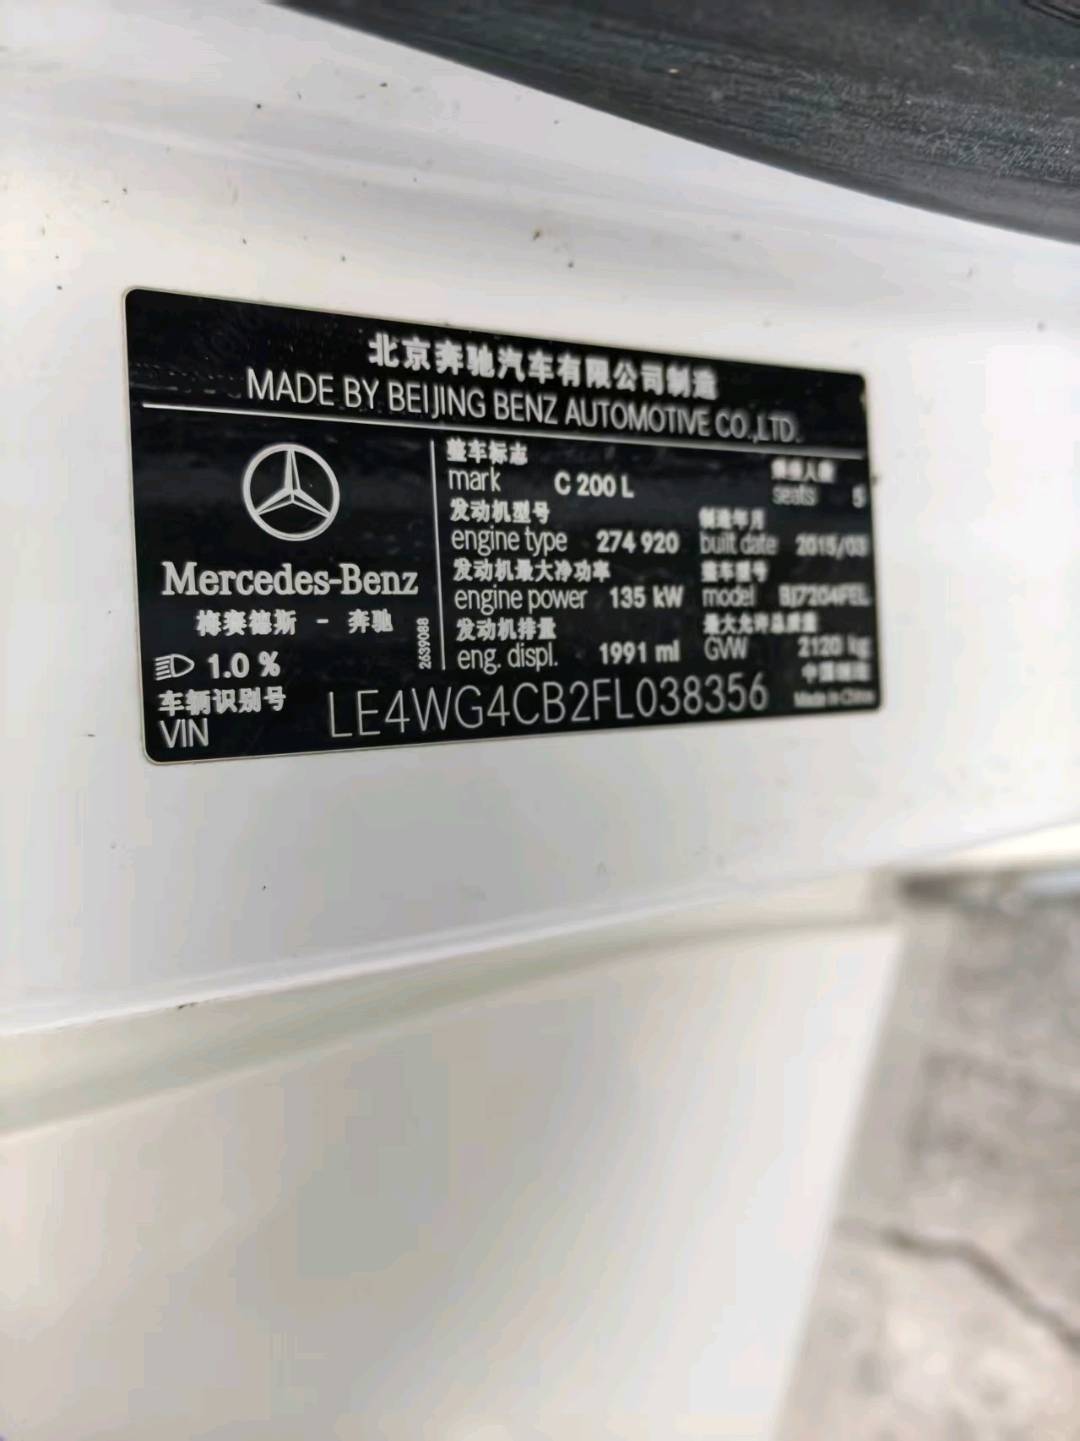 北京奔驰汽车有限公司制造
MADE BY BEIJING BENZ AUTOMOTIVE CO.,LTD.
Mercedes-Benz
梅赛德斯 - 奔驰
1.0 %
2639088
整车标志
mark C 200 L
乘坐人数
seats 5
发动机型号
engine type 274 920
制造年月
built date 2015/03
发动机最大净功率
engine power 135 kW
整车型号
model BJ7204FEL
发动机排量
eng. displ. 1991 ml
最大允许总质量
GVW 2120 kg
中国制造
Made in China
车辆识别号
VIN LE4WG4CB2FL038356